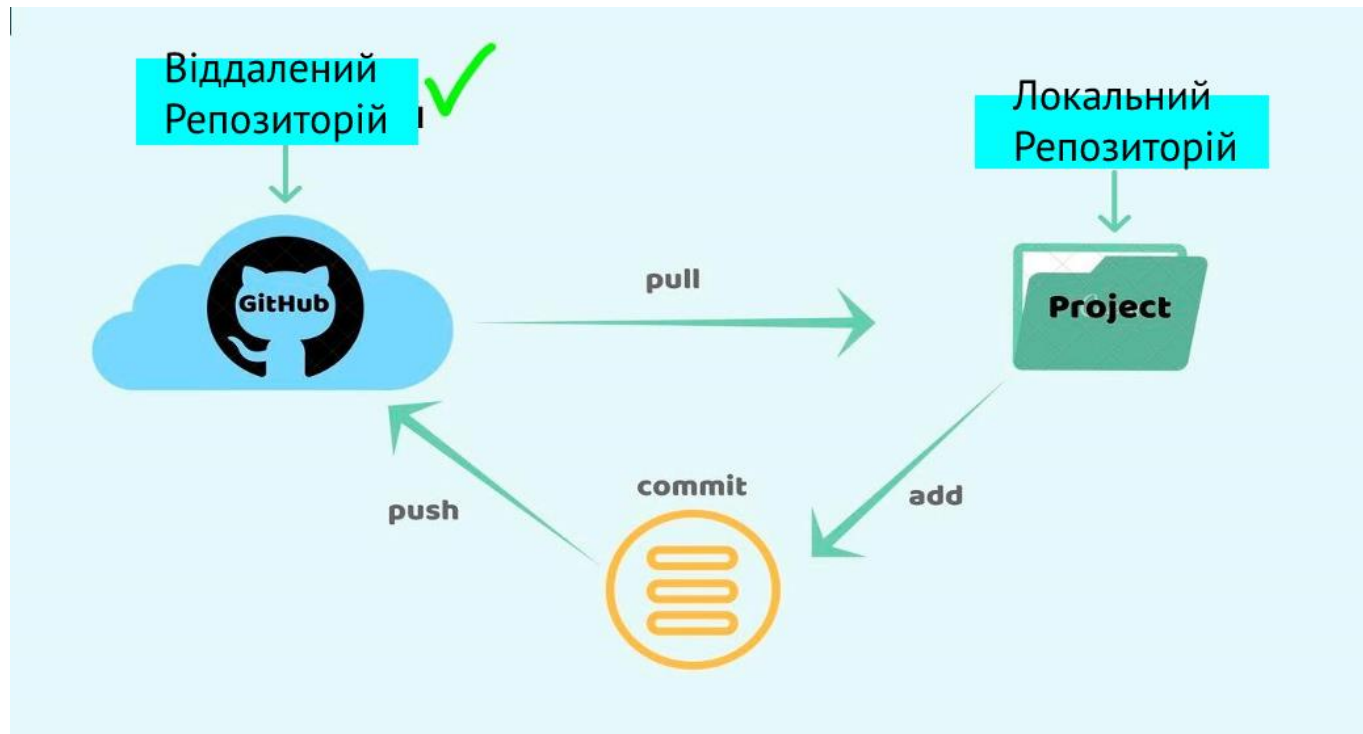 Віддалений
Репозиторій
Локальний
Репозиторій
GitHub
pull
Project
commit
add
push